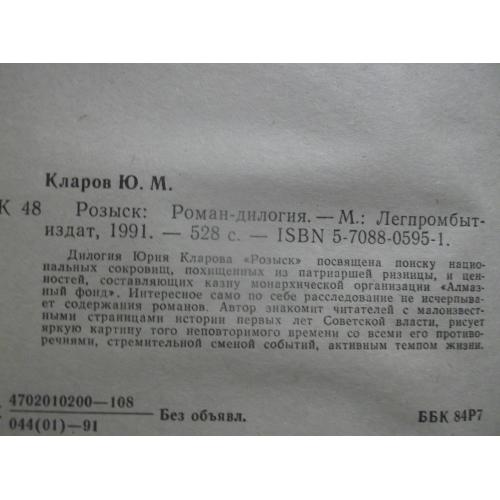 Кларов Ю. М.
К 48 Розыск: Роман-дилогия. — М.: Легпромбыт-
издат, 1991. — 528 с. — ISBN 5-7088-0595-1.
Дилогия Юрия Кларова «Розыск» посвящена поиску нацио-
нальных сокровищ, похищенных из патриаршей ризницы, и цен-
ностей, составляющих казну монархической организации «Алмаз-
ный фонд». Интересное само по себе расследование не исчерпыва-
ет содержания романов. Автор знакомит читателей с малоизвест-
ными страницами истории первых лет Советской власти, рисует
яркую картину того неповторимого времени со всеми его противо-
речиями, стремительной сменой событий, активным темпом жизни.
4702010200—108
044(01)—91
Без объявл.
ББК 84Р7